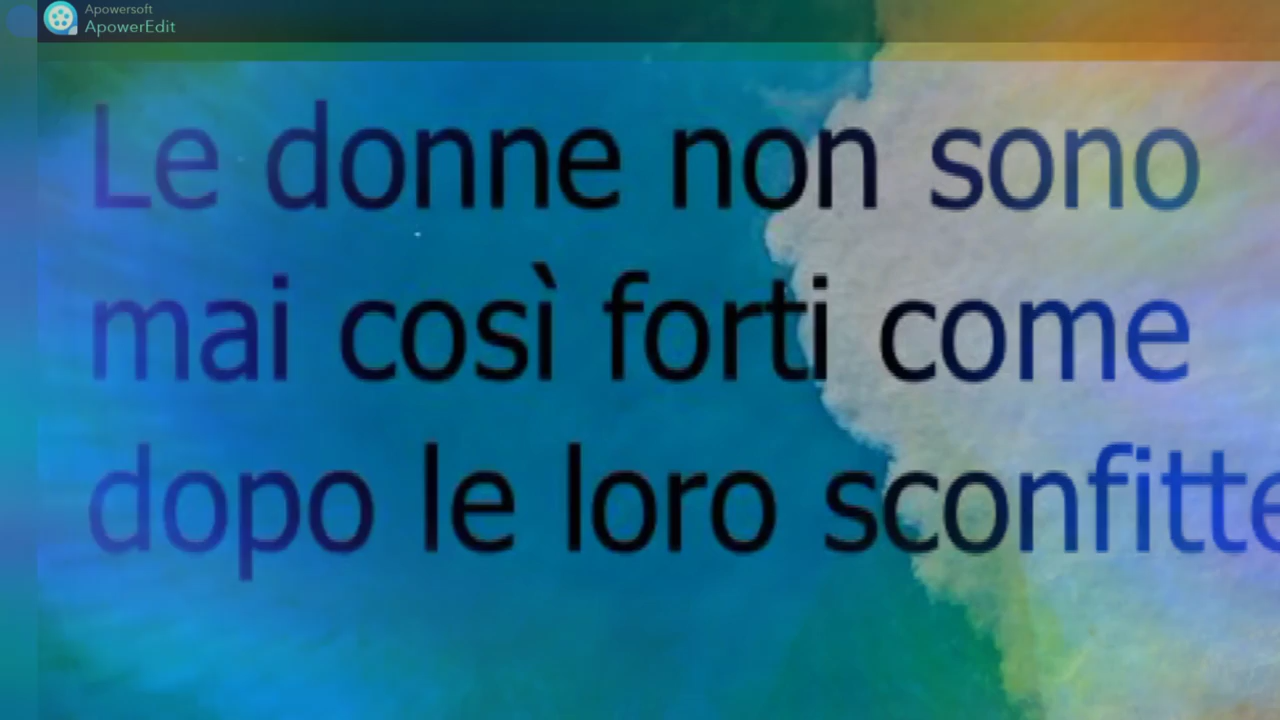 Apowersoft
ApowerEdit
Le donne non sono
mai così forti come
dopo le loro sconfitte